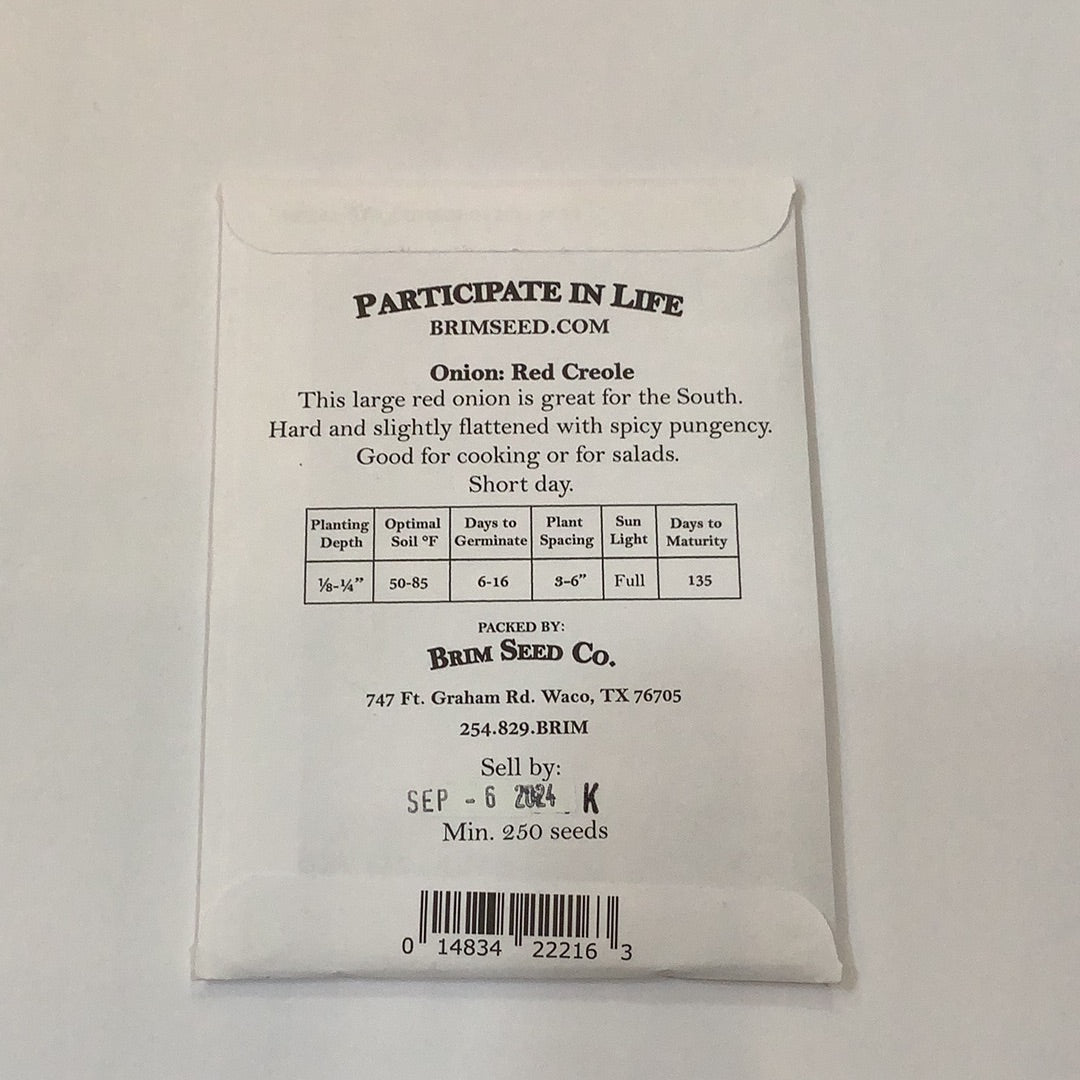 PARTICIPATE IN LIFE
BRIMSEED.COM
Onion: Red Creole
This large red onion is great for the South.
Hard and slightly flattened with spicy pungency.
Good for cooking or for salads.
Short day.
Planting Depth Optimal Soil °F Days to Germinate Plant Spacing Sun Light Days to Maturity
⅛-¼” 50-85 6-16 3-6” Full 135
PACKED BY:
BRIM SEED CO.
747 Ft. Graham Rd. Waco, TX 76705
254.829.BRIM
Sell by:
SEP - 6 2024 K
Min. 250 seeds
0 14834 22216 3